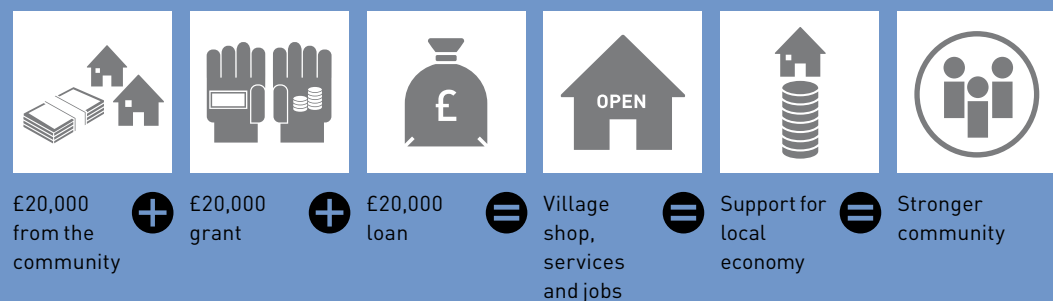 £
OPEN
£20,000
from the
community
+
£20,000
grant
+
£20,000
loan
=
Village
shop,
services
and jobs
=
Support for
local
economy
=
Stronger
community